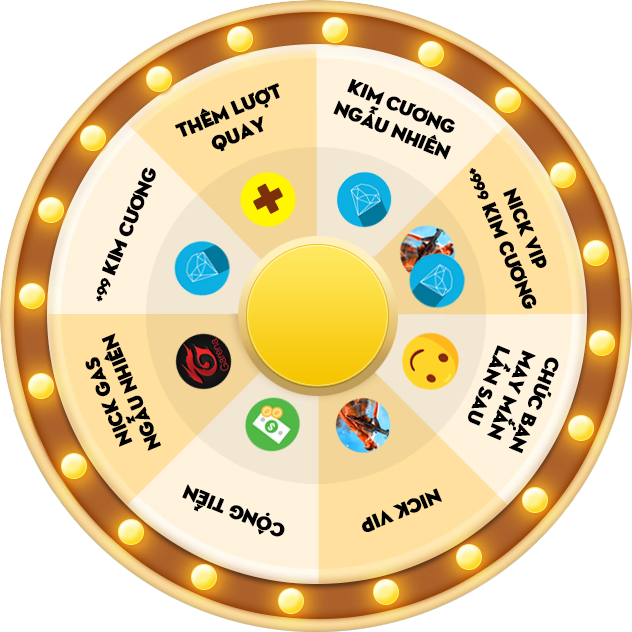 THÊM LƯỢT
QUAY
KIM CƯƠNG
NGẪU NHIÊN
NICK VIP
+999 KIM CƯƠNG
CHÚC BẠN
MAY MẮN
LẦN SAU
NICK VIP
CỘNG TIỀN
NICK GAS
NGẪU NHIÊN
Garena
+99 KIM CƯƠNG